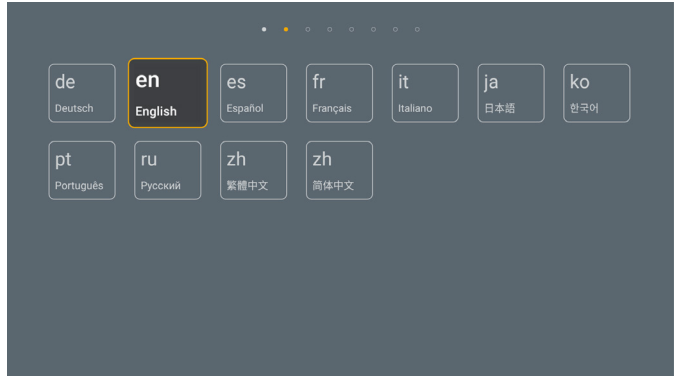 de
Deutsch
en
English
es
Español
fr
Français
it
Italiano
ja
日本語
ko
한국어
pt
Português
ru
Русский
zh
繁體中文
zh
简体中文